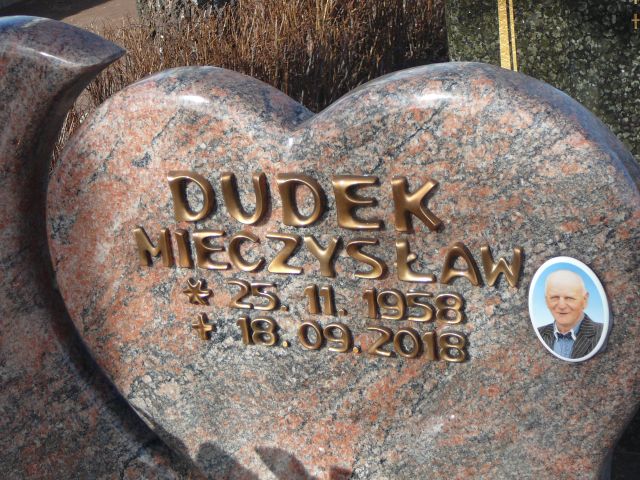 DUDEK
MIECZYSŁAW
* 25. 11. 1958
+ 18. 09. 2018